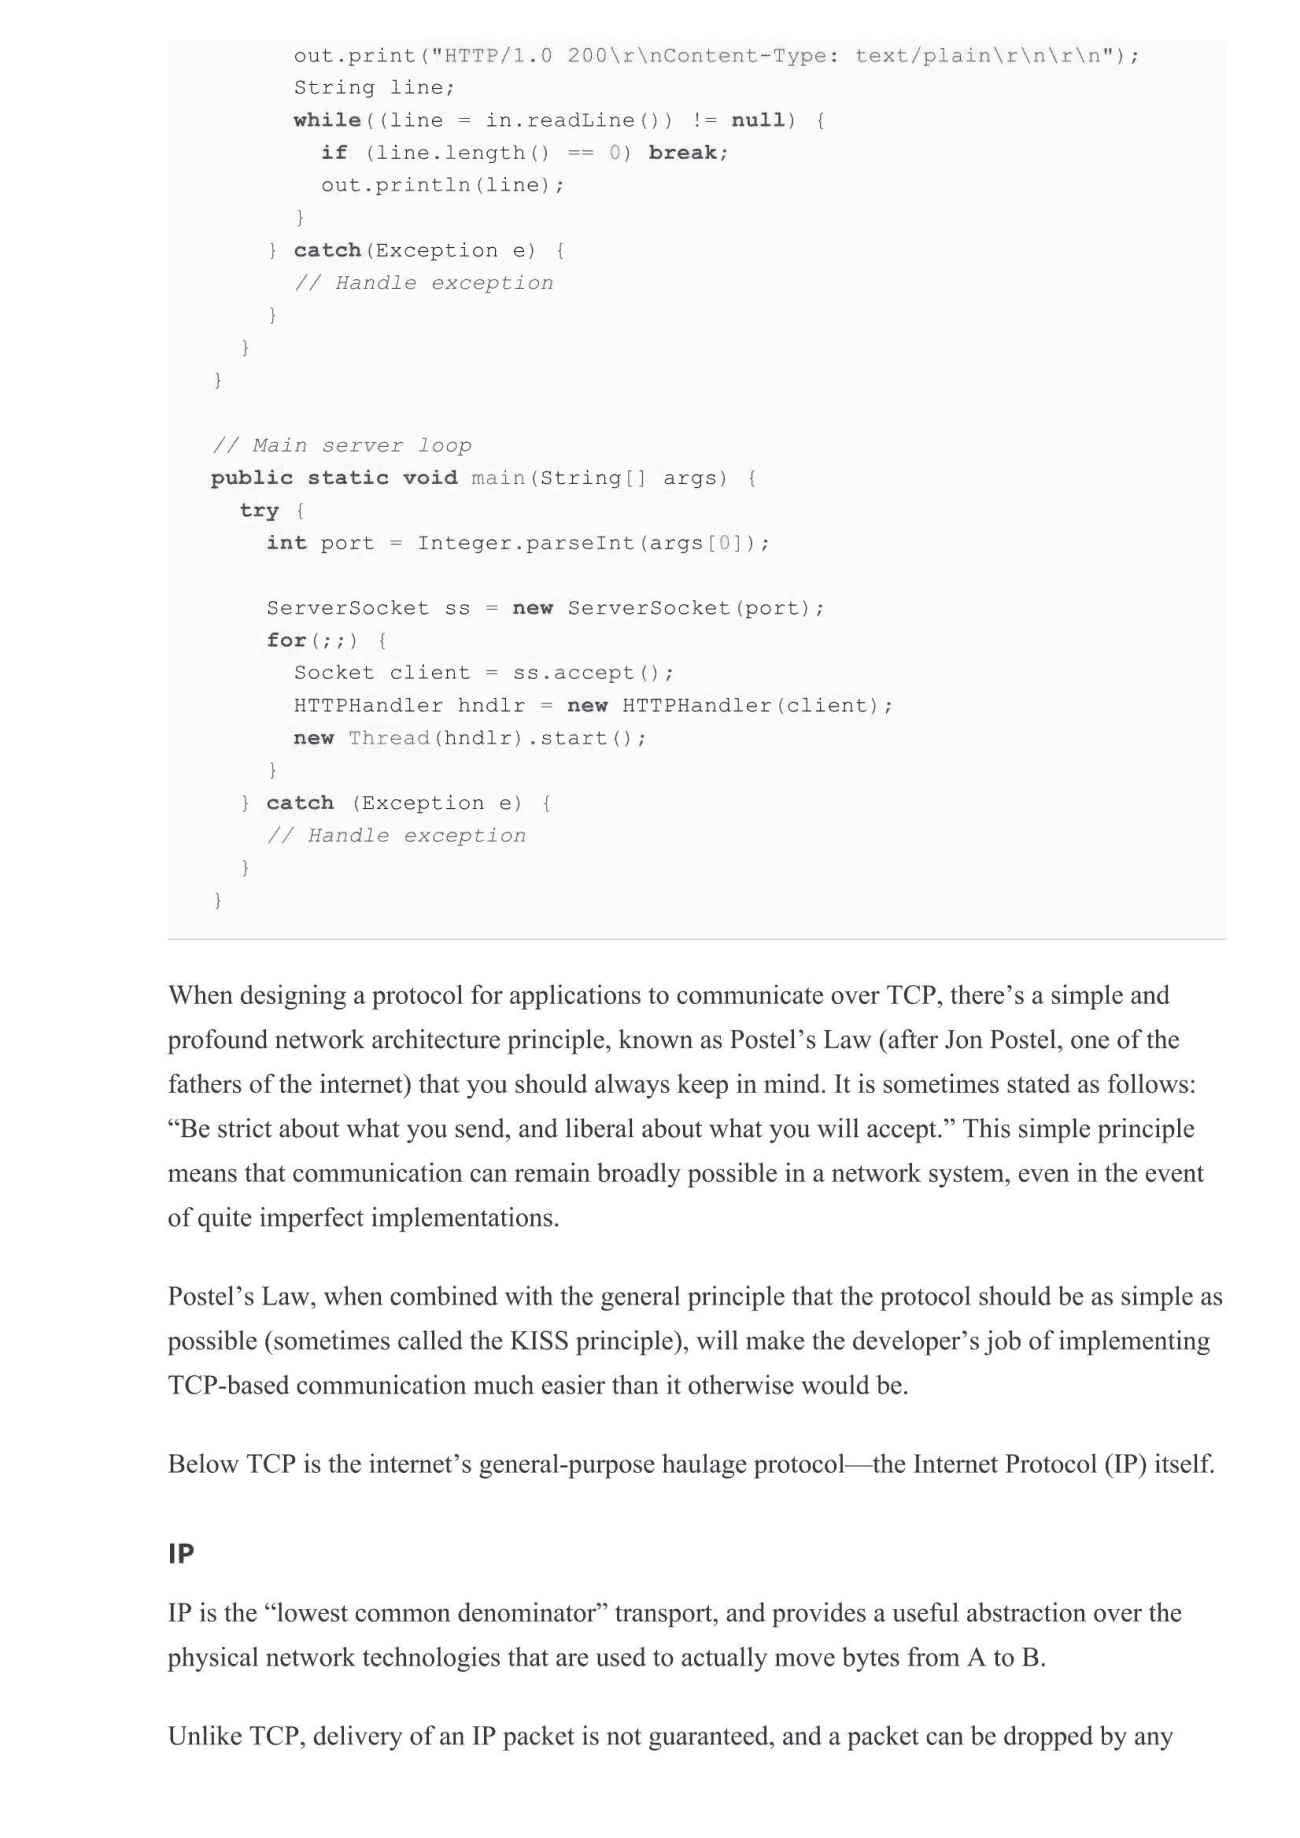 out.print("HTTP/1.0 200\r\nContent-Type: text/plain\r\n\r\n");
String line;
while((line = in.readLine()) != null) {
if (line.length() == 0) break;
out.println(line);
}
} catch(Exception e) {
// Handle exception
}
}
}
// Main server loop
public static void main(String[] args) {
try {
int port = Integer.parseInt(args[0]);
ServerSocket ss = new ServerSocket(port);
for(;;) {
Socket client = ss.accept();
HTTPHandler hndlr = new HTTPHandler(client);
new Thread(hndlr).start();
}
} catch (Exception e) {
// Handle exception
}
}
When designing a protocol for applications to communicate over TCP, there’s a simple and
profound network architecture principle, known as Postel’s Law (after Jon Postel, one of the
fathers of the internet) that you should always keep in mind. It is sometimes stated as follows:
“Be strict about what you send, and liberal about what you will accept.” This simple principle
means that communication can remain broadly possible in a network system, even in the event
of quite imperfect implementations.
Postel’s Law, when combined with the general principle that the protocol should be as simple as
possible (sometimes called the KISS principle), will make the developer’s job of implementing
TCP-based communication much easier than it otherwise would be.
Below TCP is the internet’s general-purpose haulage protocol—the Internet Protocol (IP) itself.
IP
IP is the “lowest common denominator” transport, and provides a useful abstraction over the
physical network technologies that are used to actually move bytes from A to B.
Unlike TCP, delivery of an IP packet is not guaranteed, and a packet can be dropped by any